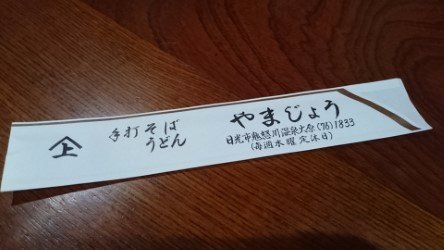 上
手打そば
うどん
やまじょう
日光市鬼怒川温泉大原(76)1833
(毎週水曜定休日)